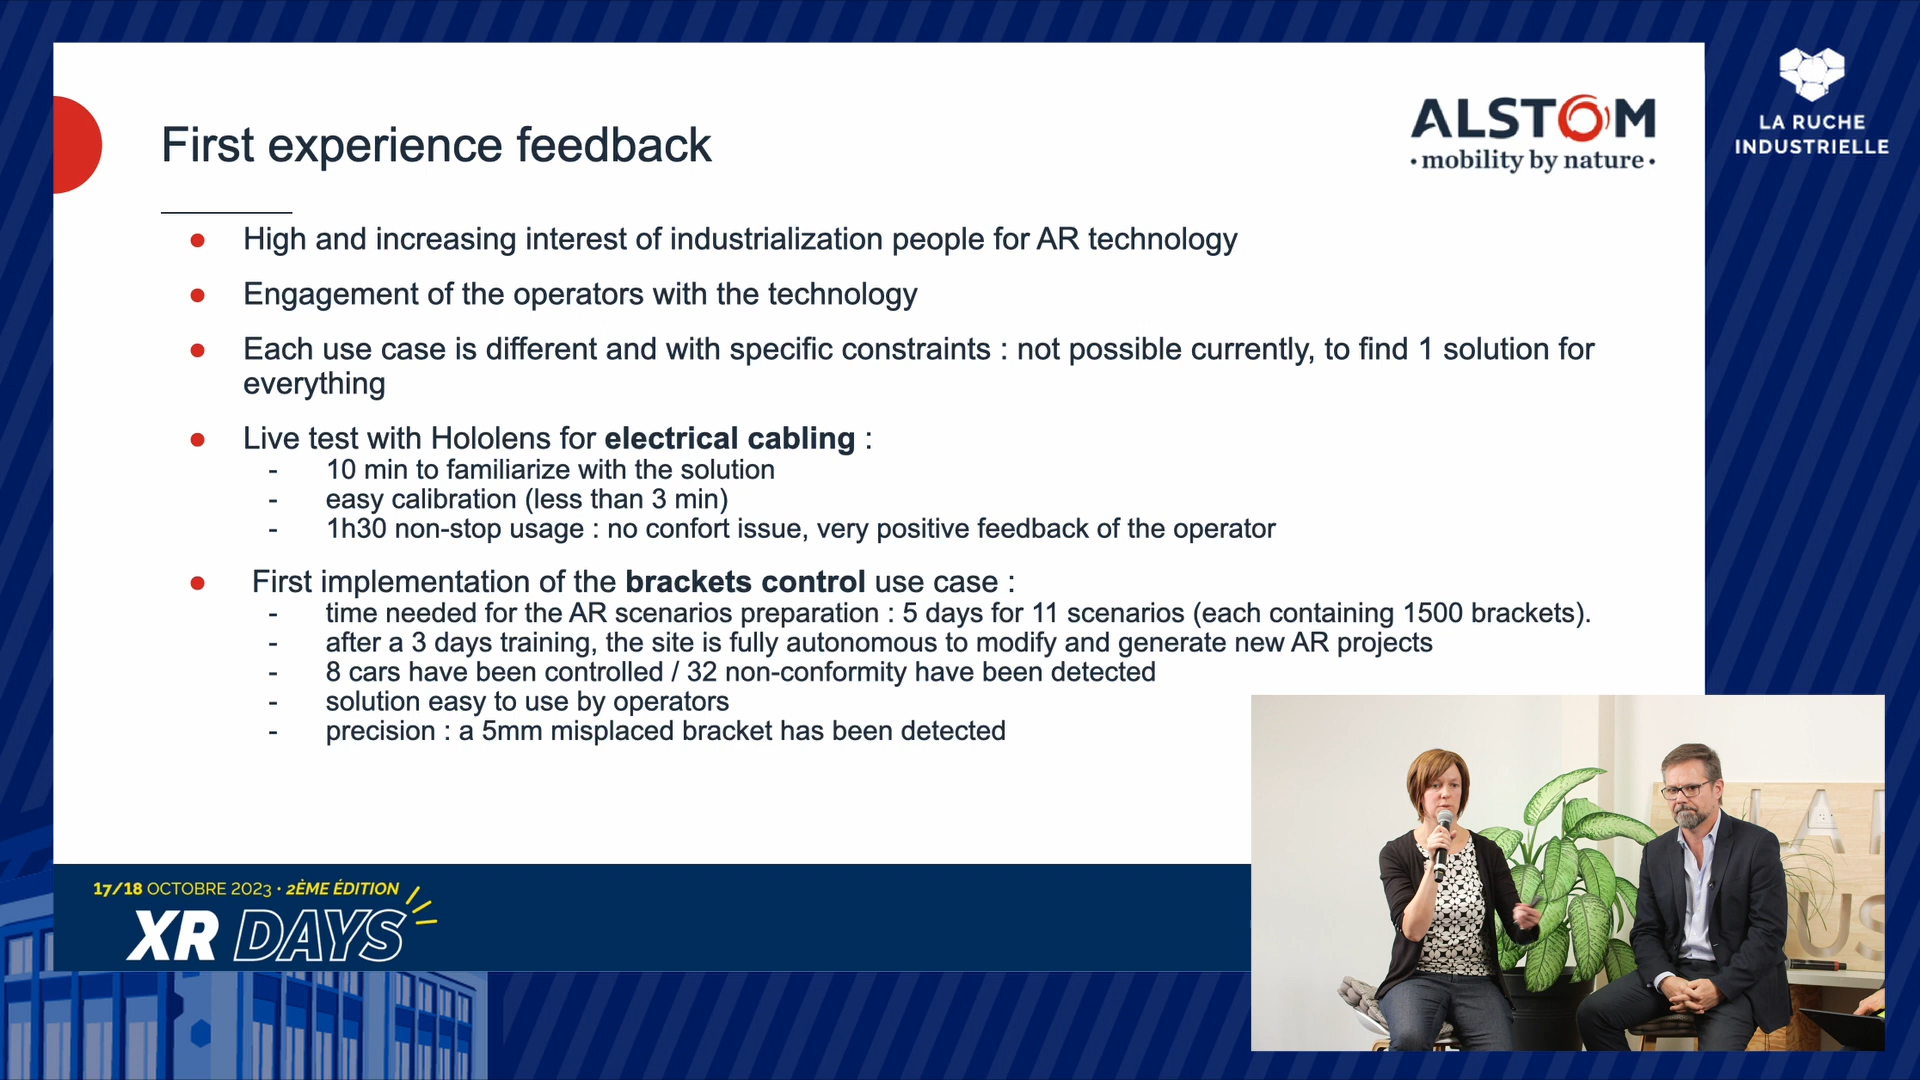 First experience feedback
ALSTOM
• mobility by nature •
LA RUCHE
INDUSTRIELLE
● High and increasing interest of industrialization people for AR technology
● Engagement of the operators with the technology
● Each use case is different and with specific constraints : not possible currently, to find 1 solution for
everything
● Live test with Hololens for electrical cabling :
- 10 min to familiarize with the solution
- easy calibration (less than 3 min)
- 1h30 non-stop usage : no confort issue, very positive feedback of the operator
● First implementation of the brackets control use case :
- time needed for the AR scenarios preparation : 5 days for 11 scenarios (each containing 1500 brackets).
- after a 3 days training, the site is fully autonomous to modify and generate new AR projects
- 8 cars have been controlled / 32 non-conformity have been detected
- solution easy to use by operators
- precision : a 5mm misplaced bracket has been detected
17/18 OCTOBRE 2023 • 2ÈME ÉDITION
XR DAYS